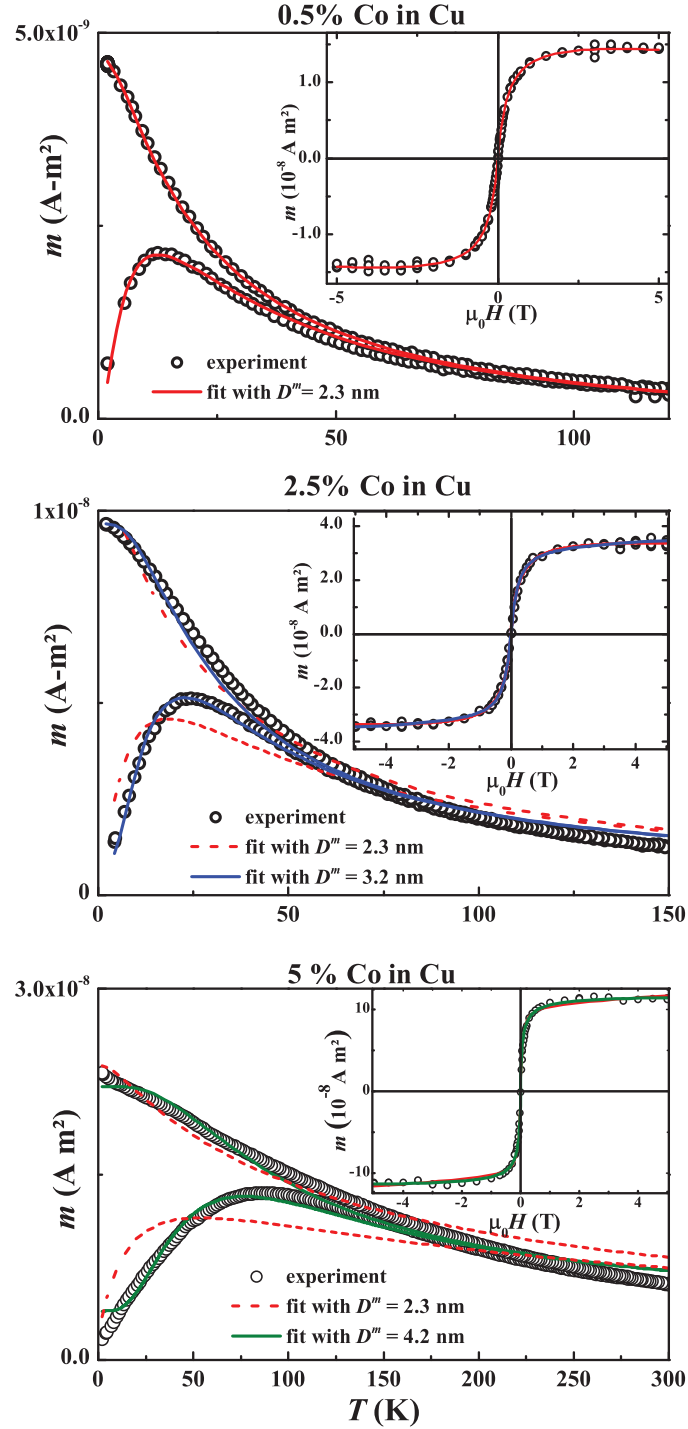 0.5% Co in Cu
5.0x10⁻⁹
0.0
m (A-m²)
0 50 100
experiment
fit with Dᵐ= 2.3 nm
1.0
0.0
-1.0
m (10⁻⁸ A m²)
-5 0 5
μ₀H (T)
2.5% Co in Cu
1x10⁻⁸
0
m (A-m²)
0 50 100 150
experiment
fit with Dᵐ = 2.3 nm
fit with Dᵐ = 3.2 nm
4.0
2.0
0.0
-2.0
-4.0
m (10⁻⁸ A m²)
-4 -2 0 2 4
μ₀H (T)
5 % Co in Cu
3.0x10⁻⁸
0.0
m (A m²)
0 50 100 150 200 250 300
T (K)
experiment
fit with Dᵐ = 2.3 nm
fit with Dᵐ = 4.2 nm
10
0
-10
m (10⁻⁸ A m²)
-4 -2 0 2 4
μ₀H (T)